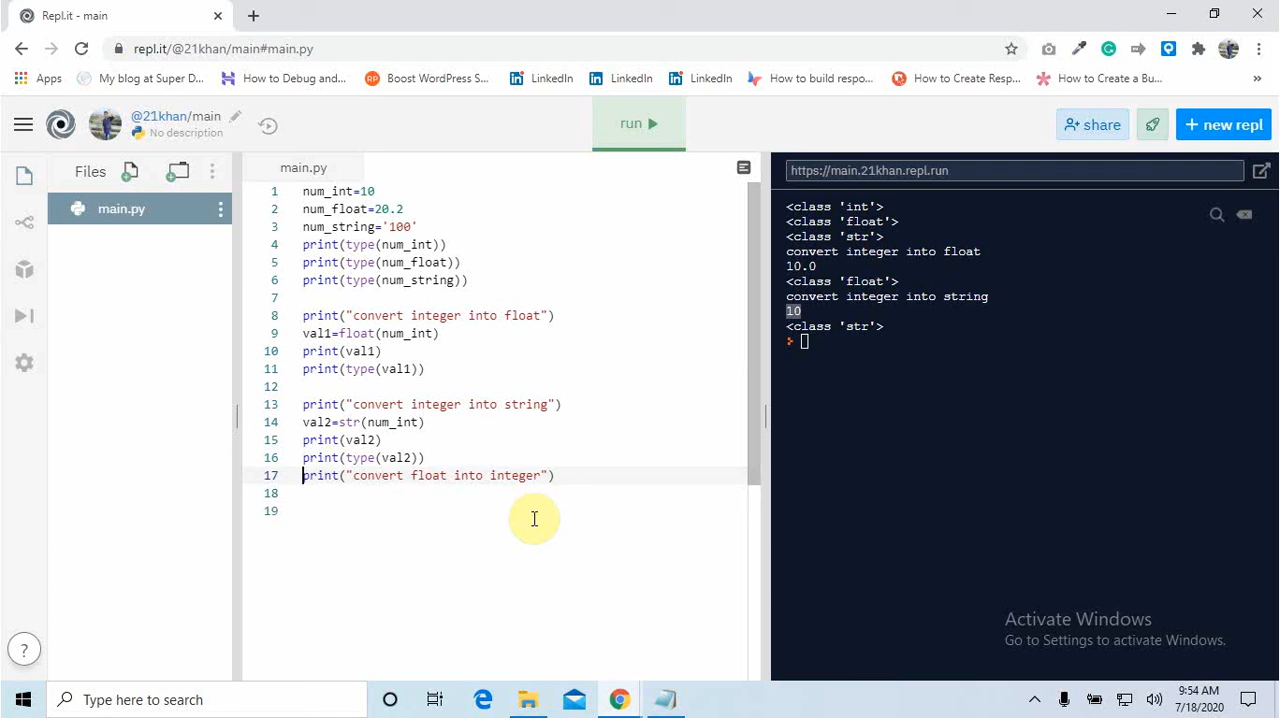 Repl.it - main
repl.it/@21khan/main#main.py
Apps
My blog at Super D...
How to Debug and...
Boost WordPress S...
LinkedIn
LinkedIn
LinkedIn
How to build respo...
How to Create Resp...
How to Create a Bu...
»
@21khan/main
No description
run
share
+ new repl
Files
main.py
main.py
1 num_int=10
2 num_float=20.2
3 num_string='100'
4 print(type(num_int))
5 print(type(num_float))
6 print(type(num_string))
7
8 print("convert integer into float")
9 val1=float(num_int)
10 print(val1)
11 print(type(val1))
12
13 print("convert integer into string")
14 val2=str(num_int)
15 print(val2)
16 print(type(val2))
17 print("convert float into integer")
18
19
https://main.21khan.repl.run
<class 'int'>
<class 'float'>
<class 'str'>
convert integer into float
10.0
<class 'float'>
convert integer into string
10
<class 'str'>
Activate Windows
Go to Settings to activate Windows.
?
Type here to search
9:54 AM
7/18/2020